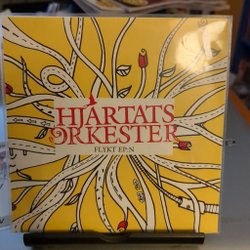 HJÄRTATS
ORKESTER
FLYKT EP:N